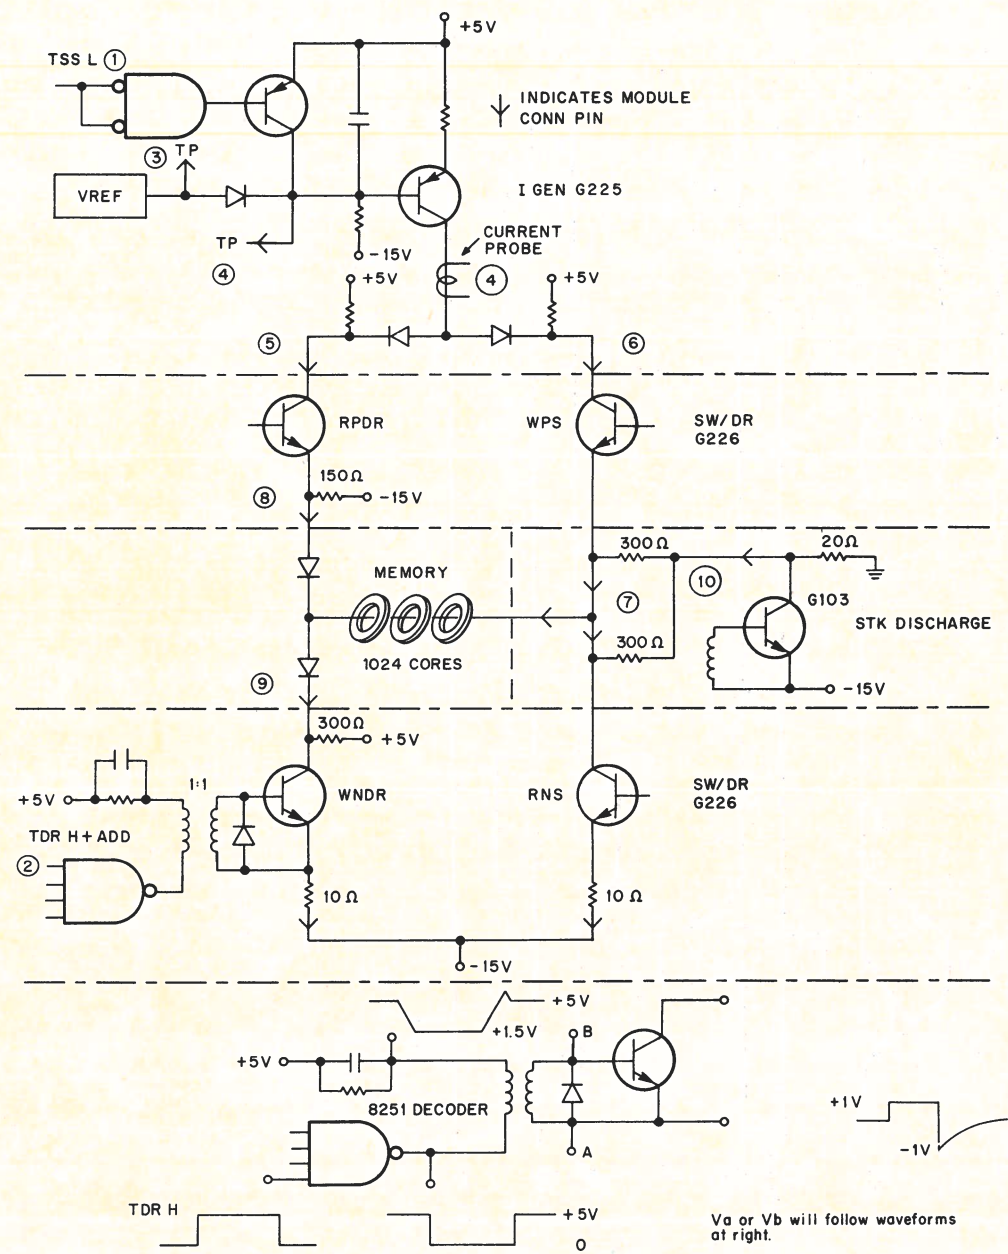 +5V
TSS L 1
INDICATES MODULE
CONN PIN
3 TP
VREF
I GEN G225
TP
4
-15V
CURRENT
PROBE
+5V
4
+5V
5
6
RPDR
WPS
SW/DR
G226
150Ω
8
-15V
300Ω
20Ω
MEMORY
10
7
G103
STK DISCHARGE
300Ω
1024 CORES
9
-15V
300Ω
+5V
1:1
+5V
WNDR
RNS
SW/DR
G226
TDR H + ADD
2
10Ω
10Ω
-15V
+5V
+1.5V
B
+5V
8251 DECODER
+1V
A
-1V
TDR H
+5V
0
Va or Vb will follow waveforms
at right.